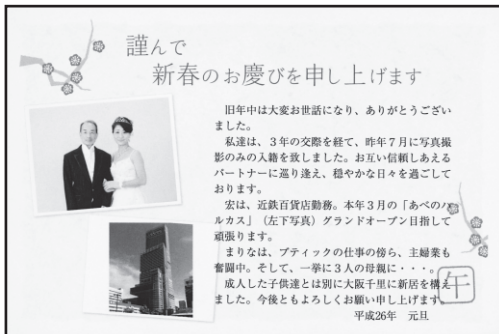 謹んで
新春のお慶びを申し上げます
旧年中は大変お世話になり、ありがとうござい
ました。
私達は、３年の交際を経て、昨年７月に写真撮
影のみの入籍を致しました。お互い信頼しあえる
パートナーに巡り逢え、穏やかな日々を過ごして
おります。
宏は、近鉄百貨店勤務。本年３月の「あべのハ
ルカス」（左下写真）グランドオープン目指して
頑張ります。
まりなは、ブティックの仕事の傍ら、主婦業も
奮闘中。そして、一挙に３人の母親に・・・。
成人した子供達とは別に大阪千里に新居を構え
ました。今後ともよろしくお願い申し上げます。
平成26年　元旦
午